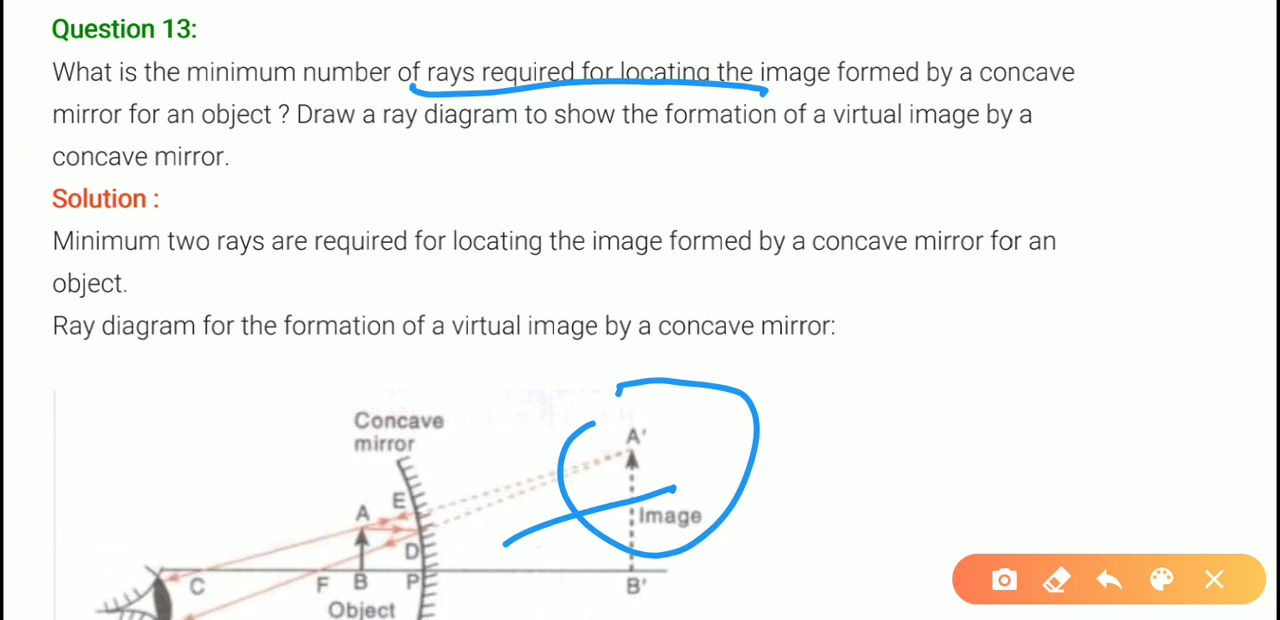 Question 13:
What is the minimum number of rays required for locating the image formed by a concave
mirror for an object ? Draw a ray diagram to show the formation of a virtual image by a
concave mirror.
Solution :
Minimum two rays are required for locating the image formed by a concave mirror for an
object.
Ray diagram for the formation of a virtual image by a concave mirror:
Concave
mirror
A'
E
A
Image
D
C
F
B
P
B'
Object